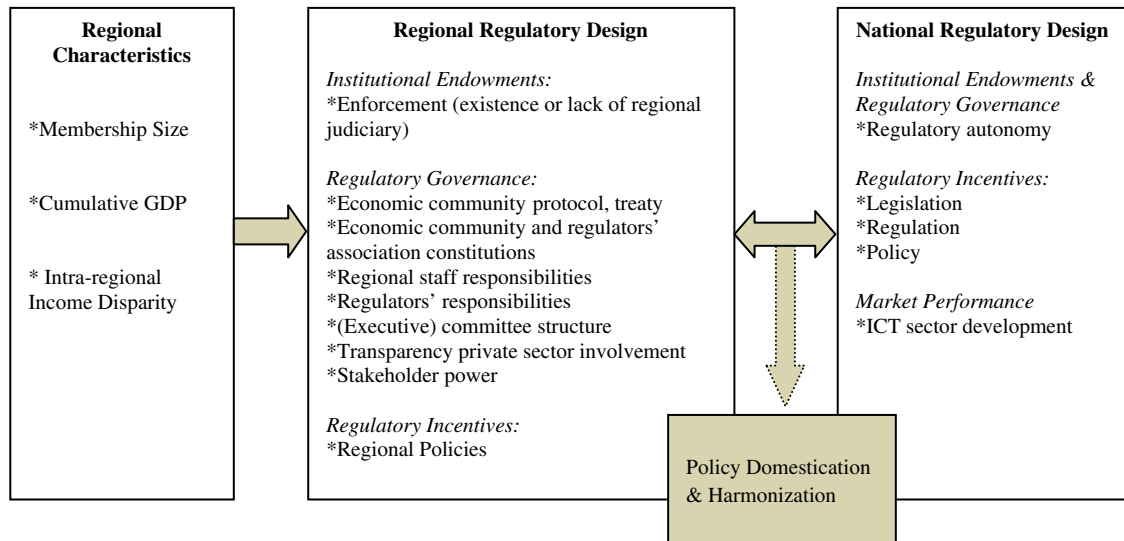 Regional
Characteristics
*Membership Size
*Cumulative GDP
* Intra-regional
Income Disparity
Regional Regulatory Design
Institutional Endowments:
*Enforcement (existence or lack of regional
judiciary)
Regulatory Governance:
*Economic community protocol, treaty
*Economic community and regulators’
association constitutions
*Regional staff responsibilities
*Regulators’ responsibilities
*(Executive) committee structure
*Transparency private sector involvement
*Stakeholder power
Regulatory Incentives:
*Regional Policies
National Regulatory Design
Institutional Endowments &
Regulatory Governance
*Regulatory autonomy
Regulatory Incentives:
*Legislation
*Regulation
*Policy
Market Performance
*ICT sector development
Policy Domestication
& Harmonization